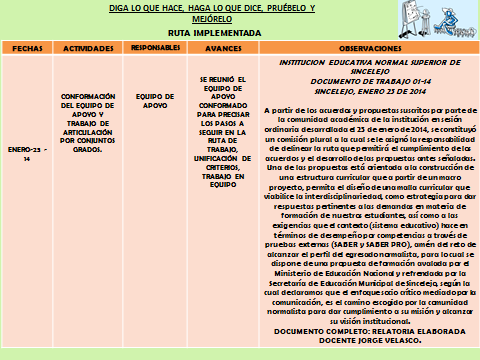 DIGA LO QUE HACE, HAGA LO QUE DICE, PRUÉBELO Y
MEJÓRELO
RUTA IMPLEMENTADA
FECHAS
ACTIVIDADES
RESPONSABLES
AVANCES
OBSERVACIONES
ENERO-23 -
14
CONFORMACIÓN
DEL EQUIPO DE
APOYO Y
TRABAJO DE
ARTICULACIÓN
POR CONJUNTOS
GRADOS.
EQUIPO DE
APOYO
SE REUNIÓ EL
EQUIPO DE
APOYO
CONFORMADO
PARA PRECISAR
LOS PASOS A
SEGUIR EN LA
RUTA DE
TRABAJO,
UNIFICACIÓN DE
CRITERIOS,
TRABAJO EN
EQUIPO
INSTITUCION EDUCATIVA NORMAL SUPERIOR DE
SINCELEJO
DOCUMENTO DE TRABAJO 01-14
SINCELEJO, ENERO 23 DE 2014
A partir de los acuerdos y propuestas suscritos por parte de
la comunidad académica de la institución en sesión
ordinaria desarrollada el 23 de enero de 2014, se constituyó
un comisión plural a la cual se le asignó la responsabilidad
de delinear la ruta que permitirá el cumplimiento de los
acuerdos y el desarrollo de las propuestas antes señaladas.
Una de las propuestas está orientada a la construcción de
una estructura curricular que a partir de un macro
proyecto, permita el diseño de una malla curricular que
viabilice la interdisciplinariedad, como estrategia para dar
respuestas pertinentes a las demandas en materia de
formación de nuestros estudiantes, así como a las
exigencias que el contexto (sistema educativo) hace en
términos de desempeño por competencias a través de
pruebas externas (SABER y SABER PRO), amén del reto de
alcanzar el perfil del egresado normalista, para lo cual se
dispone de una propuesta de formación avalada por el
Ministerio de Educación Nacional y refrendada por la
Secretaría de Educación Municipal de Sincelejo, según la
cual declaramos que el enfoque socio crítico mediado por la
comunicación, es el camino escogido por la comunidad
normalista para dar cumplimiento a su misión y alcanzar
su visión institucional.
DOCUMENTO COMPLETO: RELATORIA ELABORADA
DOCENTE JORGE VELASCO.